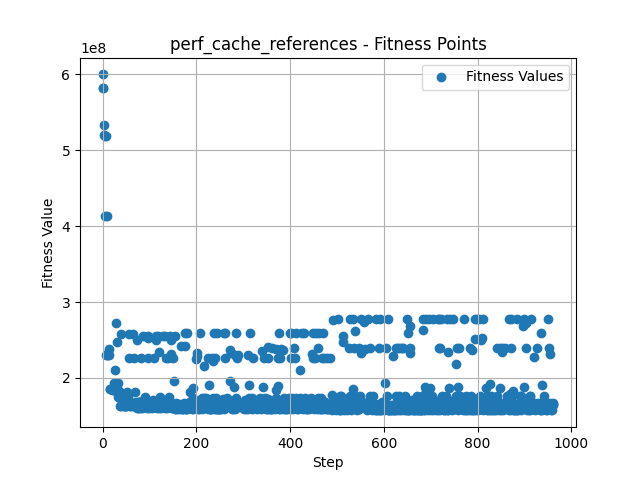 perf_cache_references - Fitness Points
1e8
Fitness Values
6
5
4
3
2
Fitness Value
0 200 400 600 800 1000
Step